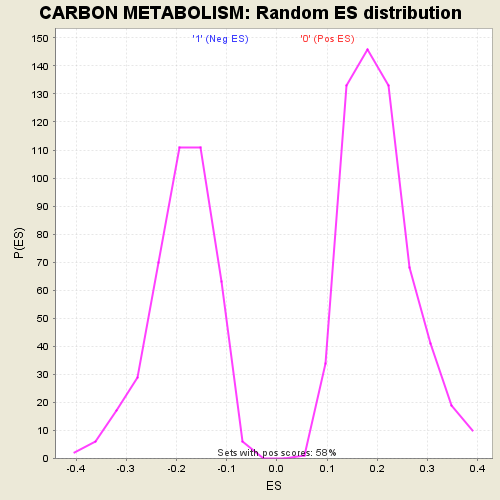 CARBON METABOLISM: Random ES distribution
'1' (Neg ES) '0' (Pos ES)
150
140
130
120
110
100
90
80
70
60
50
40
30
20
10
0
P(ES)
Sets with pos scores: 58%
-0.4 -0.3 -0.2 -0.1 0.0 0.1 0.2 0.3 0.4
ES